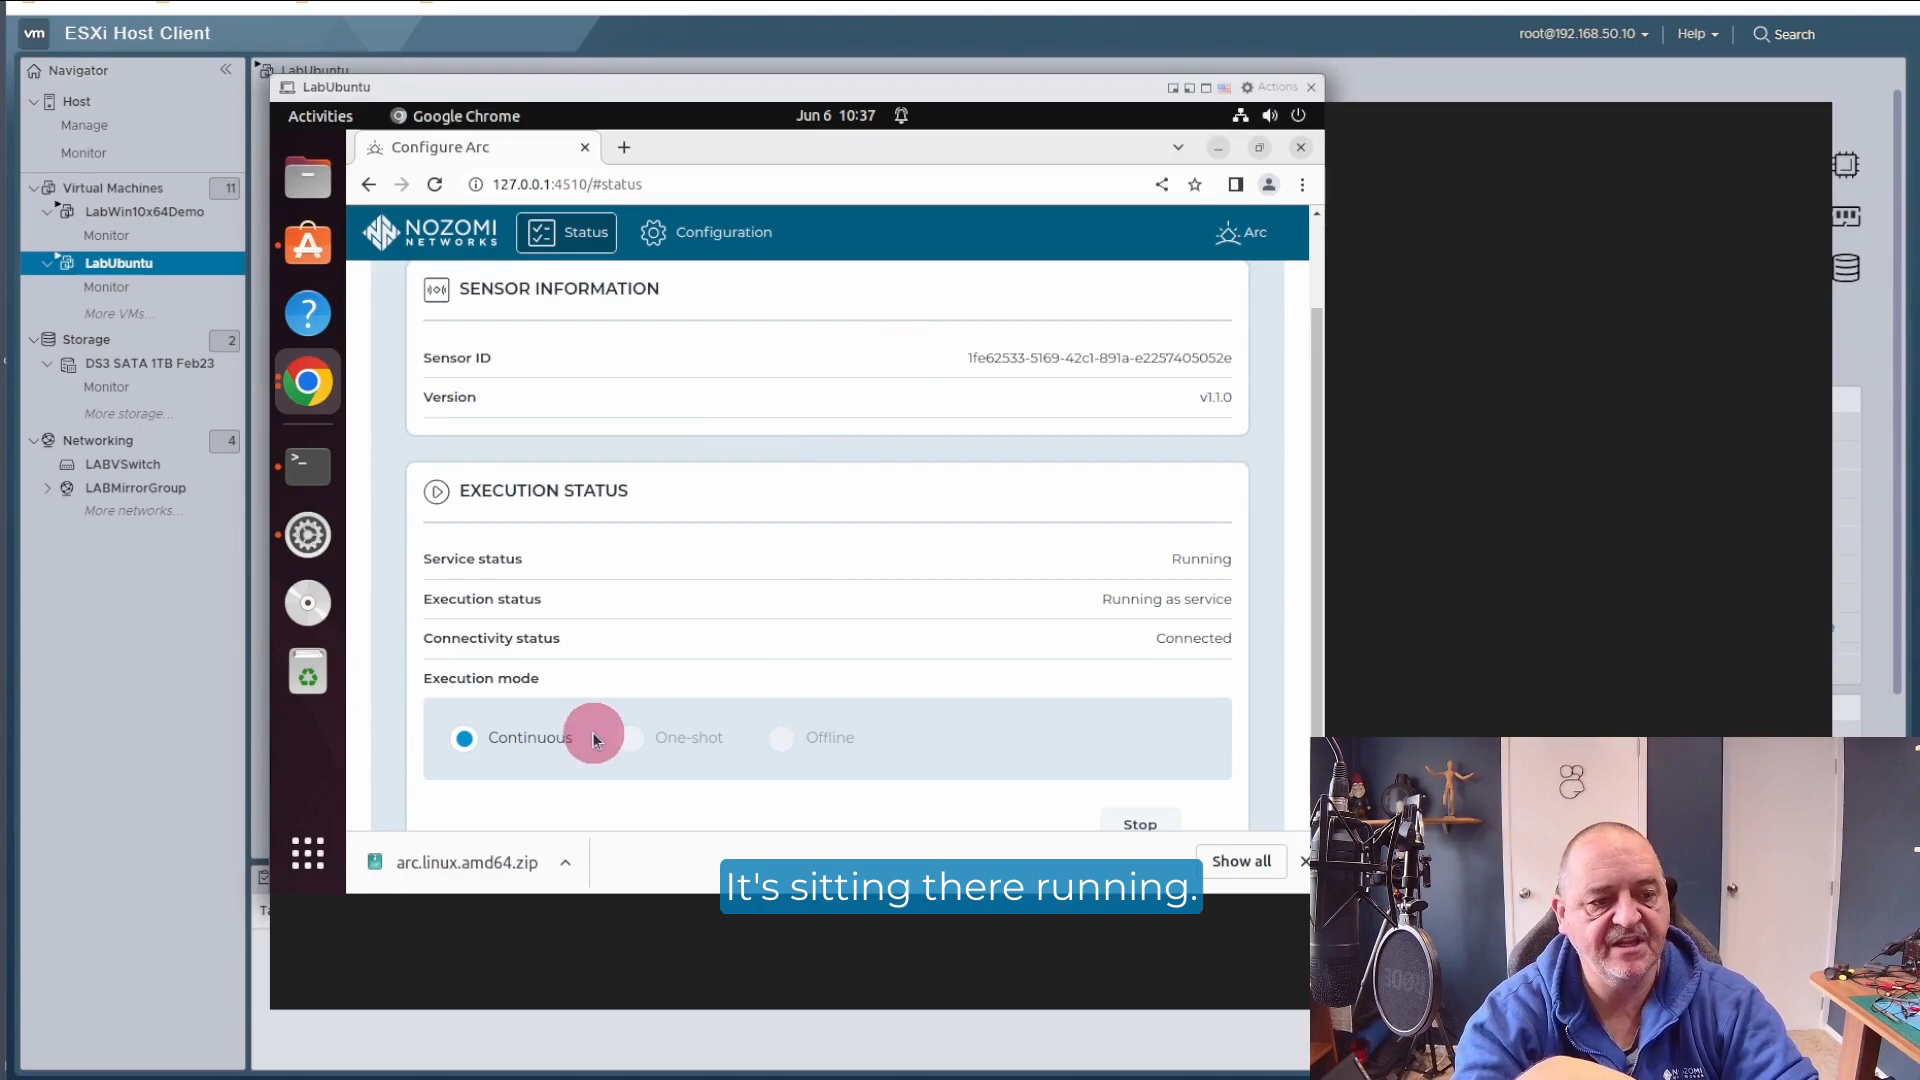 vm ESXi Host Client
root@192.168.50.10 Help Search
Navigator
Host
Manage
Monitor
Virtual Machines 11
LabWin10x64Demo
Monitor
LabUbuntu
Monitor
More VMs...
Storage 2
DS3 SATA 1TB Feb23
Monitor
More storage...
Networking 4
LABVSwitch
LABMirrorGroup
More networks...
LabUbuntu
LabUbuntu
Actions
Activities Google Chrome Jun 6 10:37
Configure Arc
127.0.0.1:4510/#status
NOZOMI
NETWORKS
Status
Configuration
Arc
SENSOR INFORMATION
Sensor ID 1fe62533-5169-42c1-891a-e2257405052e
Version v1.1.0
EXECUTION STATUS
Service status Running
Execution status Running as service
Connectivity status Connected
Execution mode
Continuous One-shot Offline
Stop
arc.linux.amd64.zip
Show all
It's sitting there running.
RODE
NOZOMI